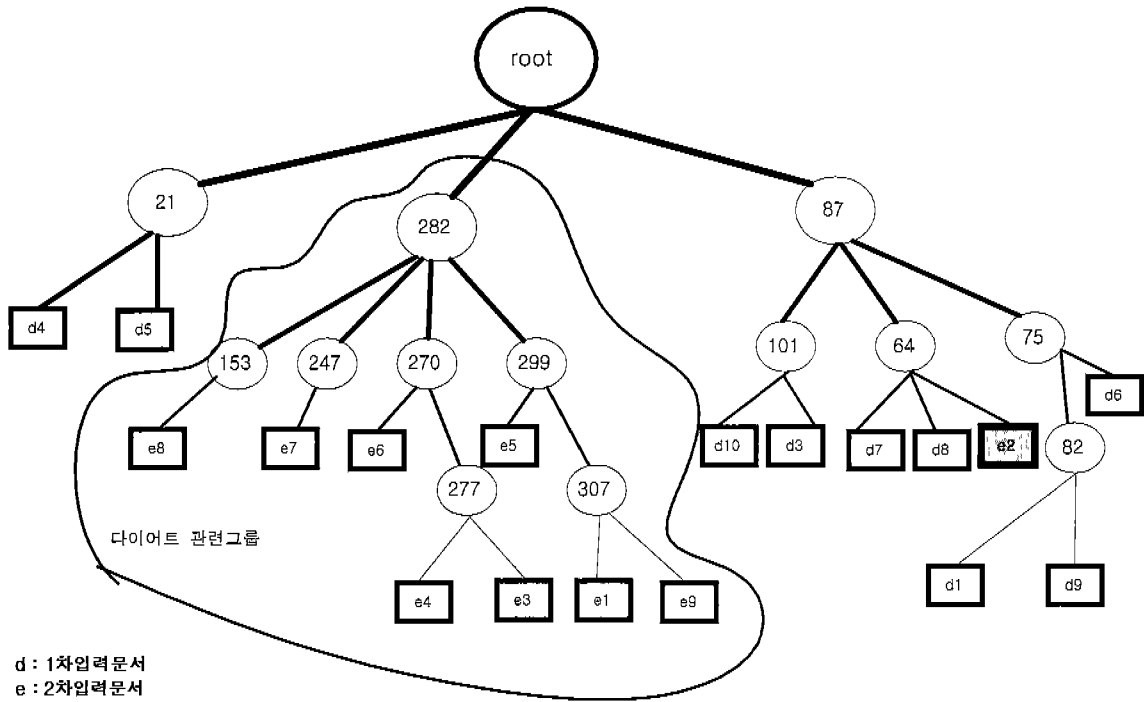 root
21
282
87
d4
d5
153
247
270
299
101
64
75
d6
e8
e7
e6
e5
d10
d3
d7
d8
e2
82
277
307
다이어트 관련그룹
e4
e3
e1
e9
d1
d9
d : 1차입력문서
e : 2차입력문서